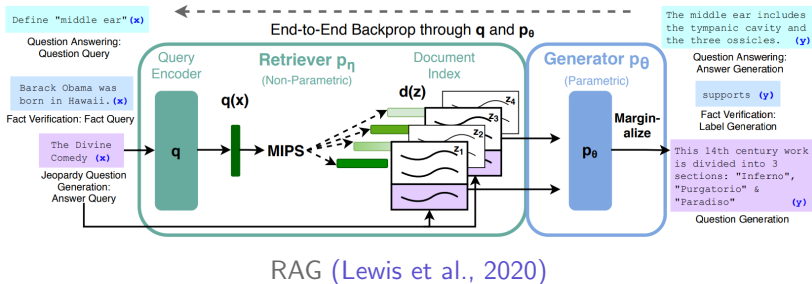 End-to-End Backprop through q and pθ
Define "middle ear" (x)
Question Answering:
Question Query
Barack Obama was
born in Hawaii. (x)
Fact Verification: Fact Query
The Divine
Comedy (x)
Jeopardy Question
Generation:
Answer Query
Query
Encoder
q
q(x)
Retriever pη
(Non-Parametric)
MIPS
Document
Index
d(z)
z4
z3
z2
z1
Generator pθ
(Parametric)
pθ
Margin-
alize
The middle ear includes
the tympanic cavity and
the three ossicles. (y)
Question Answering:
Answer Generation
supports (y)
Fact Verification:
Label Generation
This 14th century work
is divided into 3
sections: "Inferno",
"Purgatorio" &
"Paradiso" (y)
Question Generation
RAG (Lewis et al., 2020)